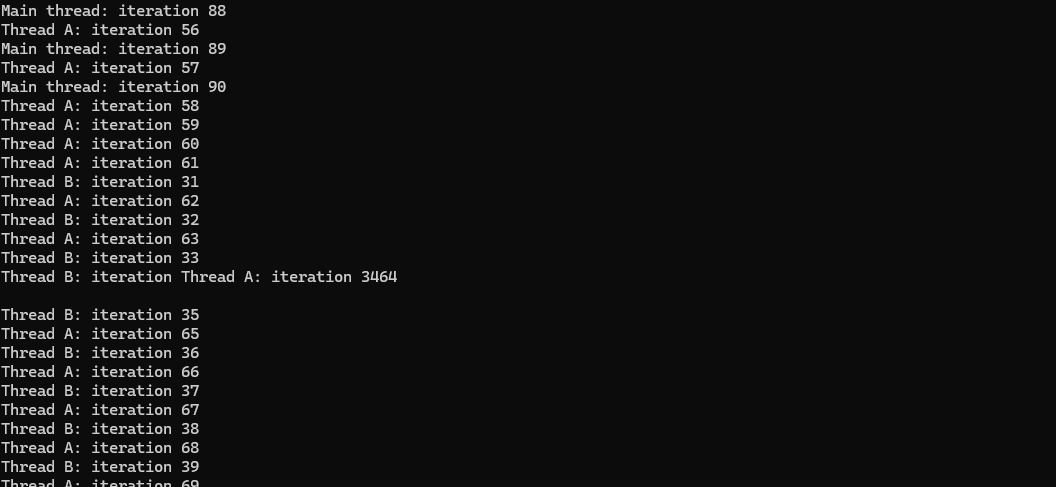 Main thread: iteration 88
Thread A: iteration 56
Main thread: iteration 89
Thread A: iteration 57
Main thread: iteration 90
Thread A: iteration 58
Thread A: iteration 59
Thread A: iteration 60
Thread A: iteration 61
Thread B: iteration 31
Thread A: iteration 62
Thread B: iteration 32
Thread A: iteration 63
Thread B: iteration 33
Thread B: iteration Thread A: iteration 3464
Thread B: iteration 35
Thread A: iteration 65
Thread B: iteration 36
Thread A: iteration 66
Thread B: iteration 37
Thread A: iteration 67
Thread B: iteration 38
Thread A: iteration 68
Thread B: iteration 39
Thread A: iteration 69